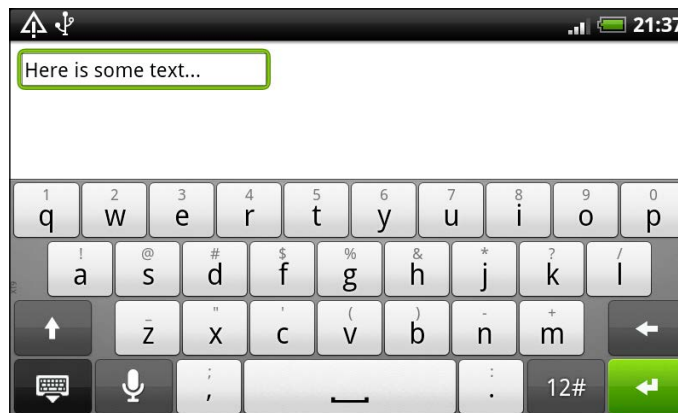 21:37
Here is some text...
1 2 3 4 5 6 7 8 9 0
q w e r t y u i o p
! @ # $ % & * ? /
a s d f g h j k l
_ " ' ( ) - +
z x c v b n m
; :
, . 12#